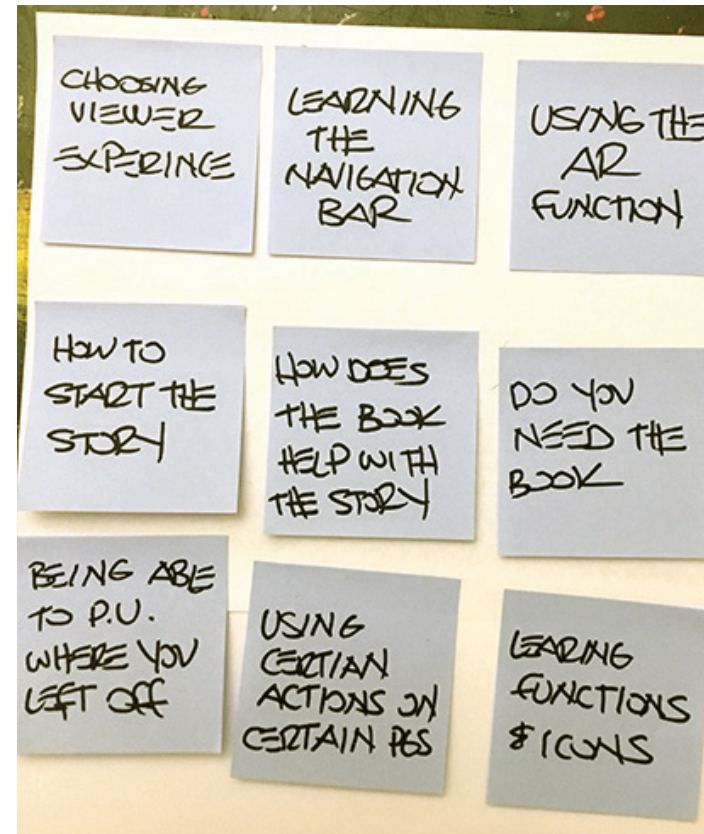 CHOOSING
VIEWER
EXPERINCE
LEARNING
THE
NAVIGATION
BAR
USING THE
AR
FUNCTION
HOW TO
START THE
STORY
HOW DOES
THE BOOK
HELP WITH
THE STORY
DO YOU
NEED THE
BOOK
BEING ABLE
TO P.U.
WHERE YOU
LEFT OFF
USING
CERTIAN
ACTIONS ON
CERTAIN PGS
LEARING
FUNCTIONS
& ICONS